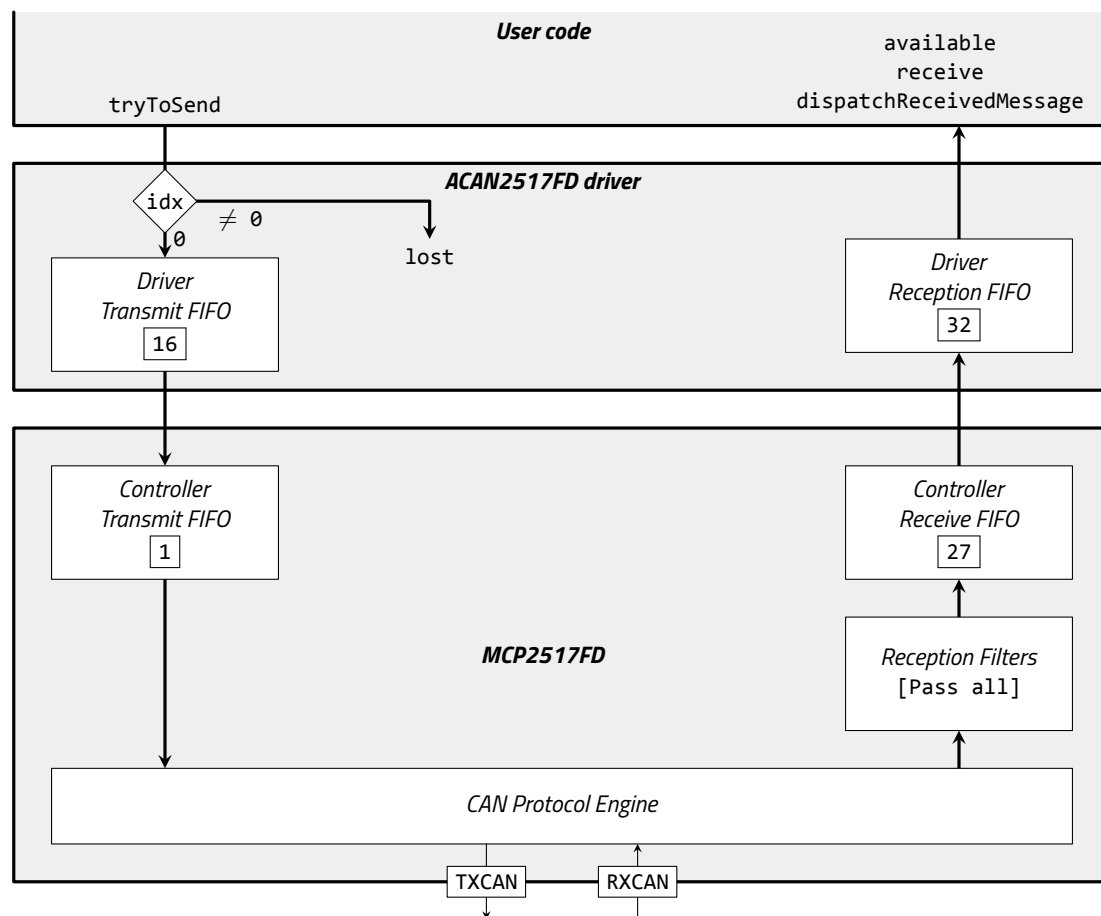 User code
available
receive
dispatchReceivedMessage
tryToSend
ACAN2517FD driver
idx
≠ 0
0
lost
Driver
Transmit FIFO
16
Driver
Reception FIFO
32
Controller
Transmit FIFO
1
Controller
Receive FIFO
27
MCP2517FD
Reception Filters
[Pass all]
CAN Protocol Engine
TXCAN
RXCAN